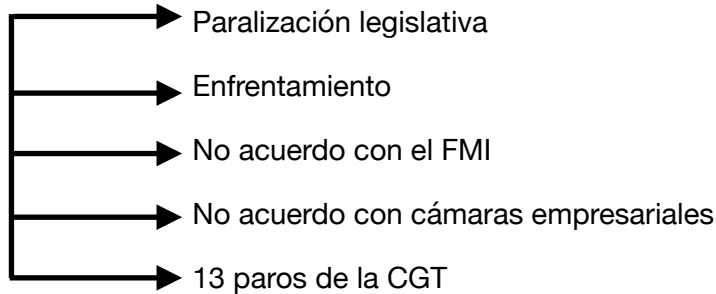 Paralización legislativa
Enfrentamiento
No acuerdo con el FMI
No acuerdo con cámaras empresariales
13 paros de la CGT